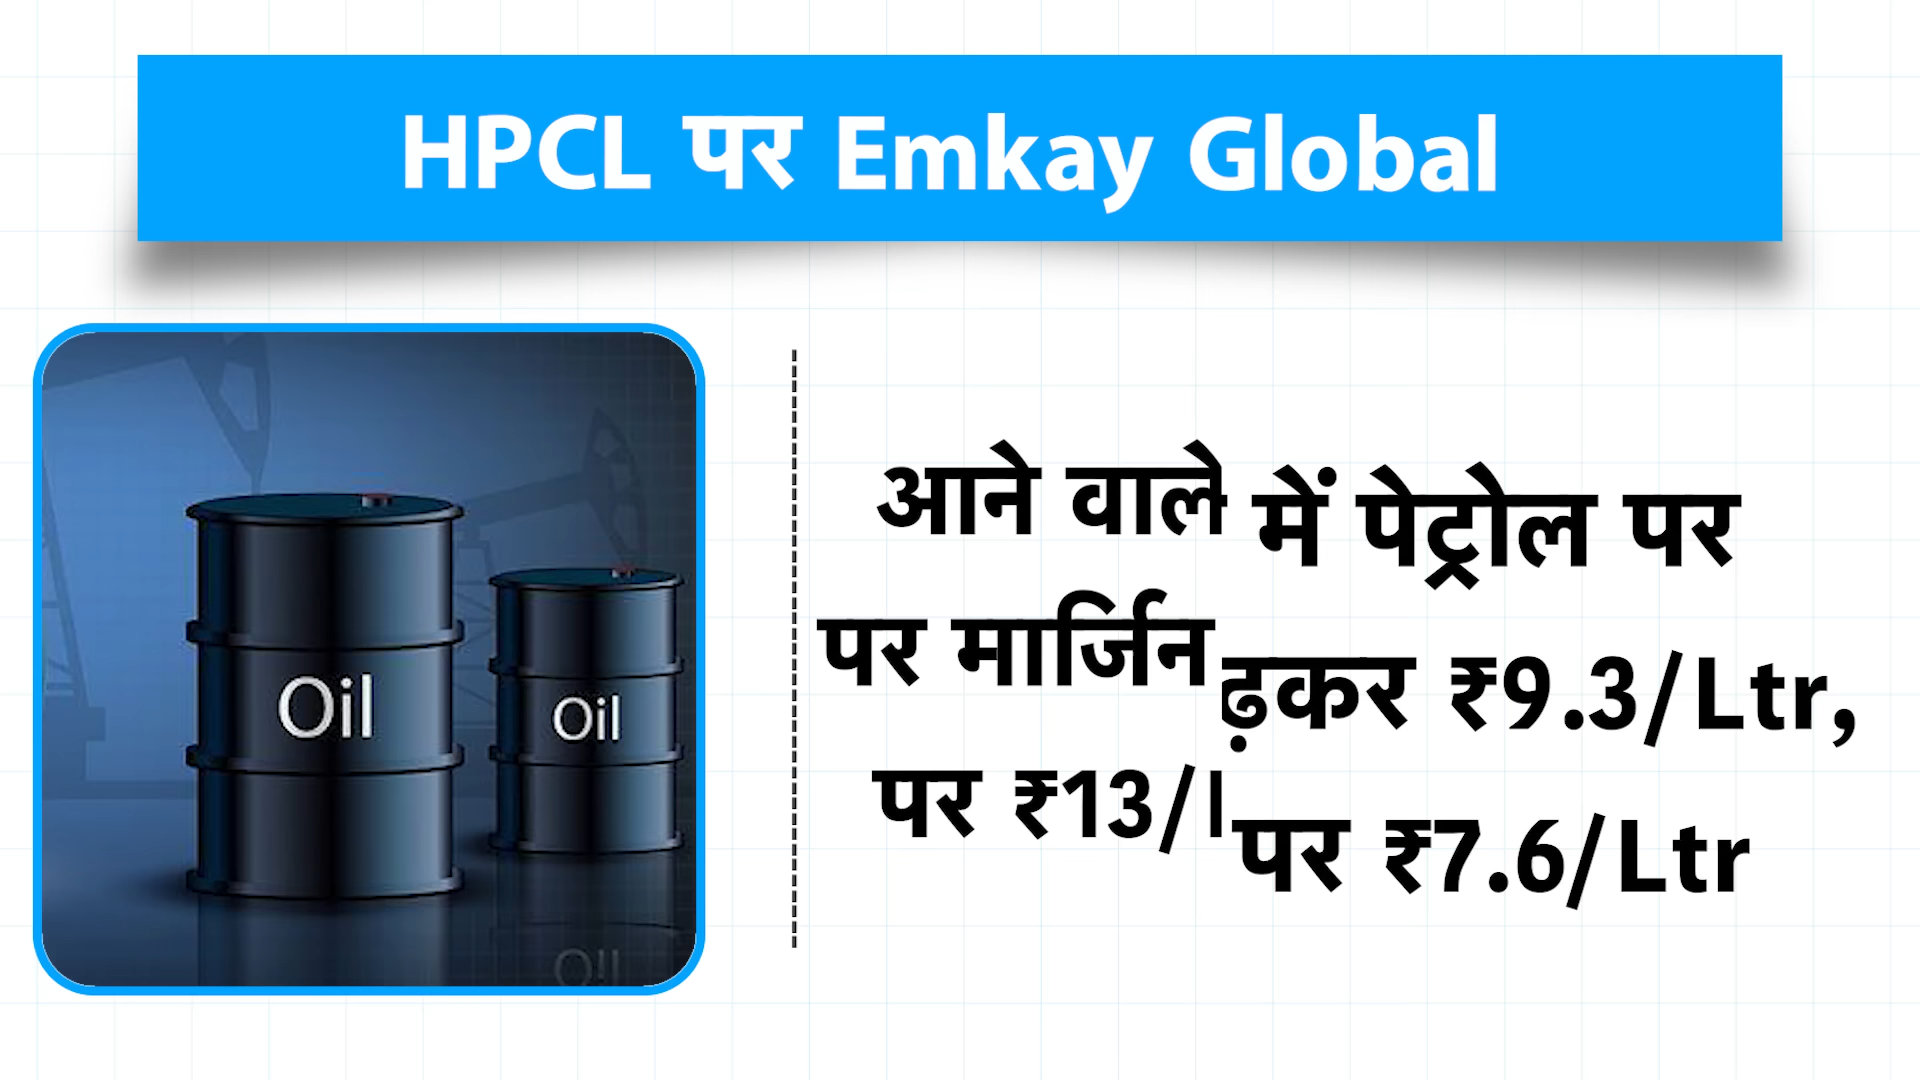 HPCL पर Emkay Global
Oil
Oil
आने वाले में पेट्रोल पर
पर मार्जिन ढ़कर ₹9.3/Ltr,
पर ₹13/ पर ₹7.6/Ltr